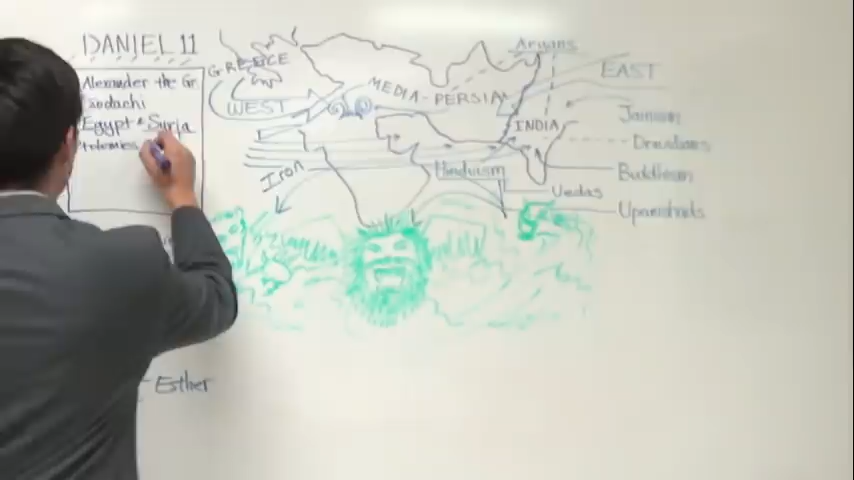 DANIEL 11
Alexander the Gr
Egypt & Syria
Esther
GREECE
WEST
MEDIA-PERSIA
Iron
Aryans
EAST
INDIA
Jainism
Dravidians
Hinduism
Buddhism
Vedas
Upanishads